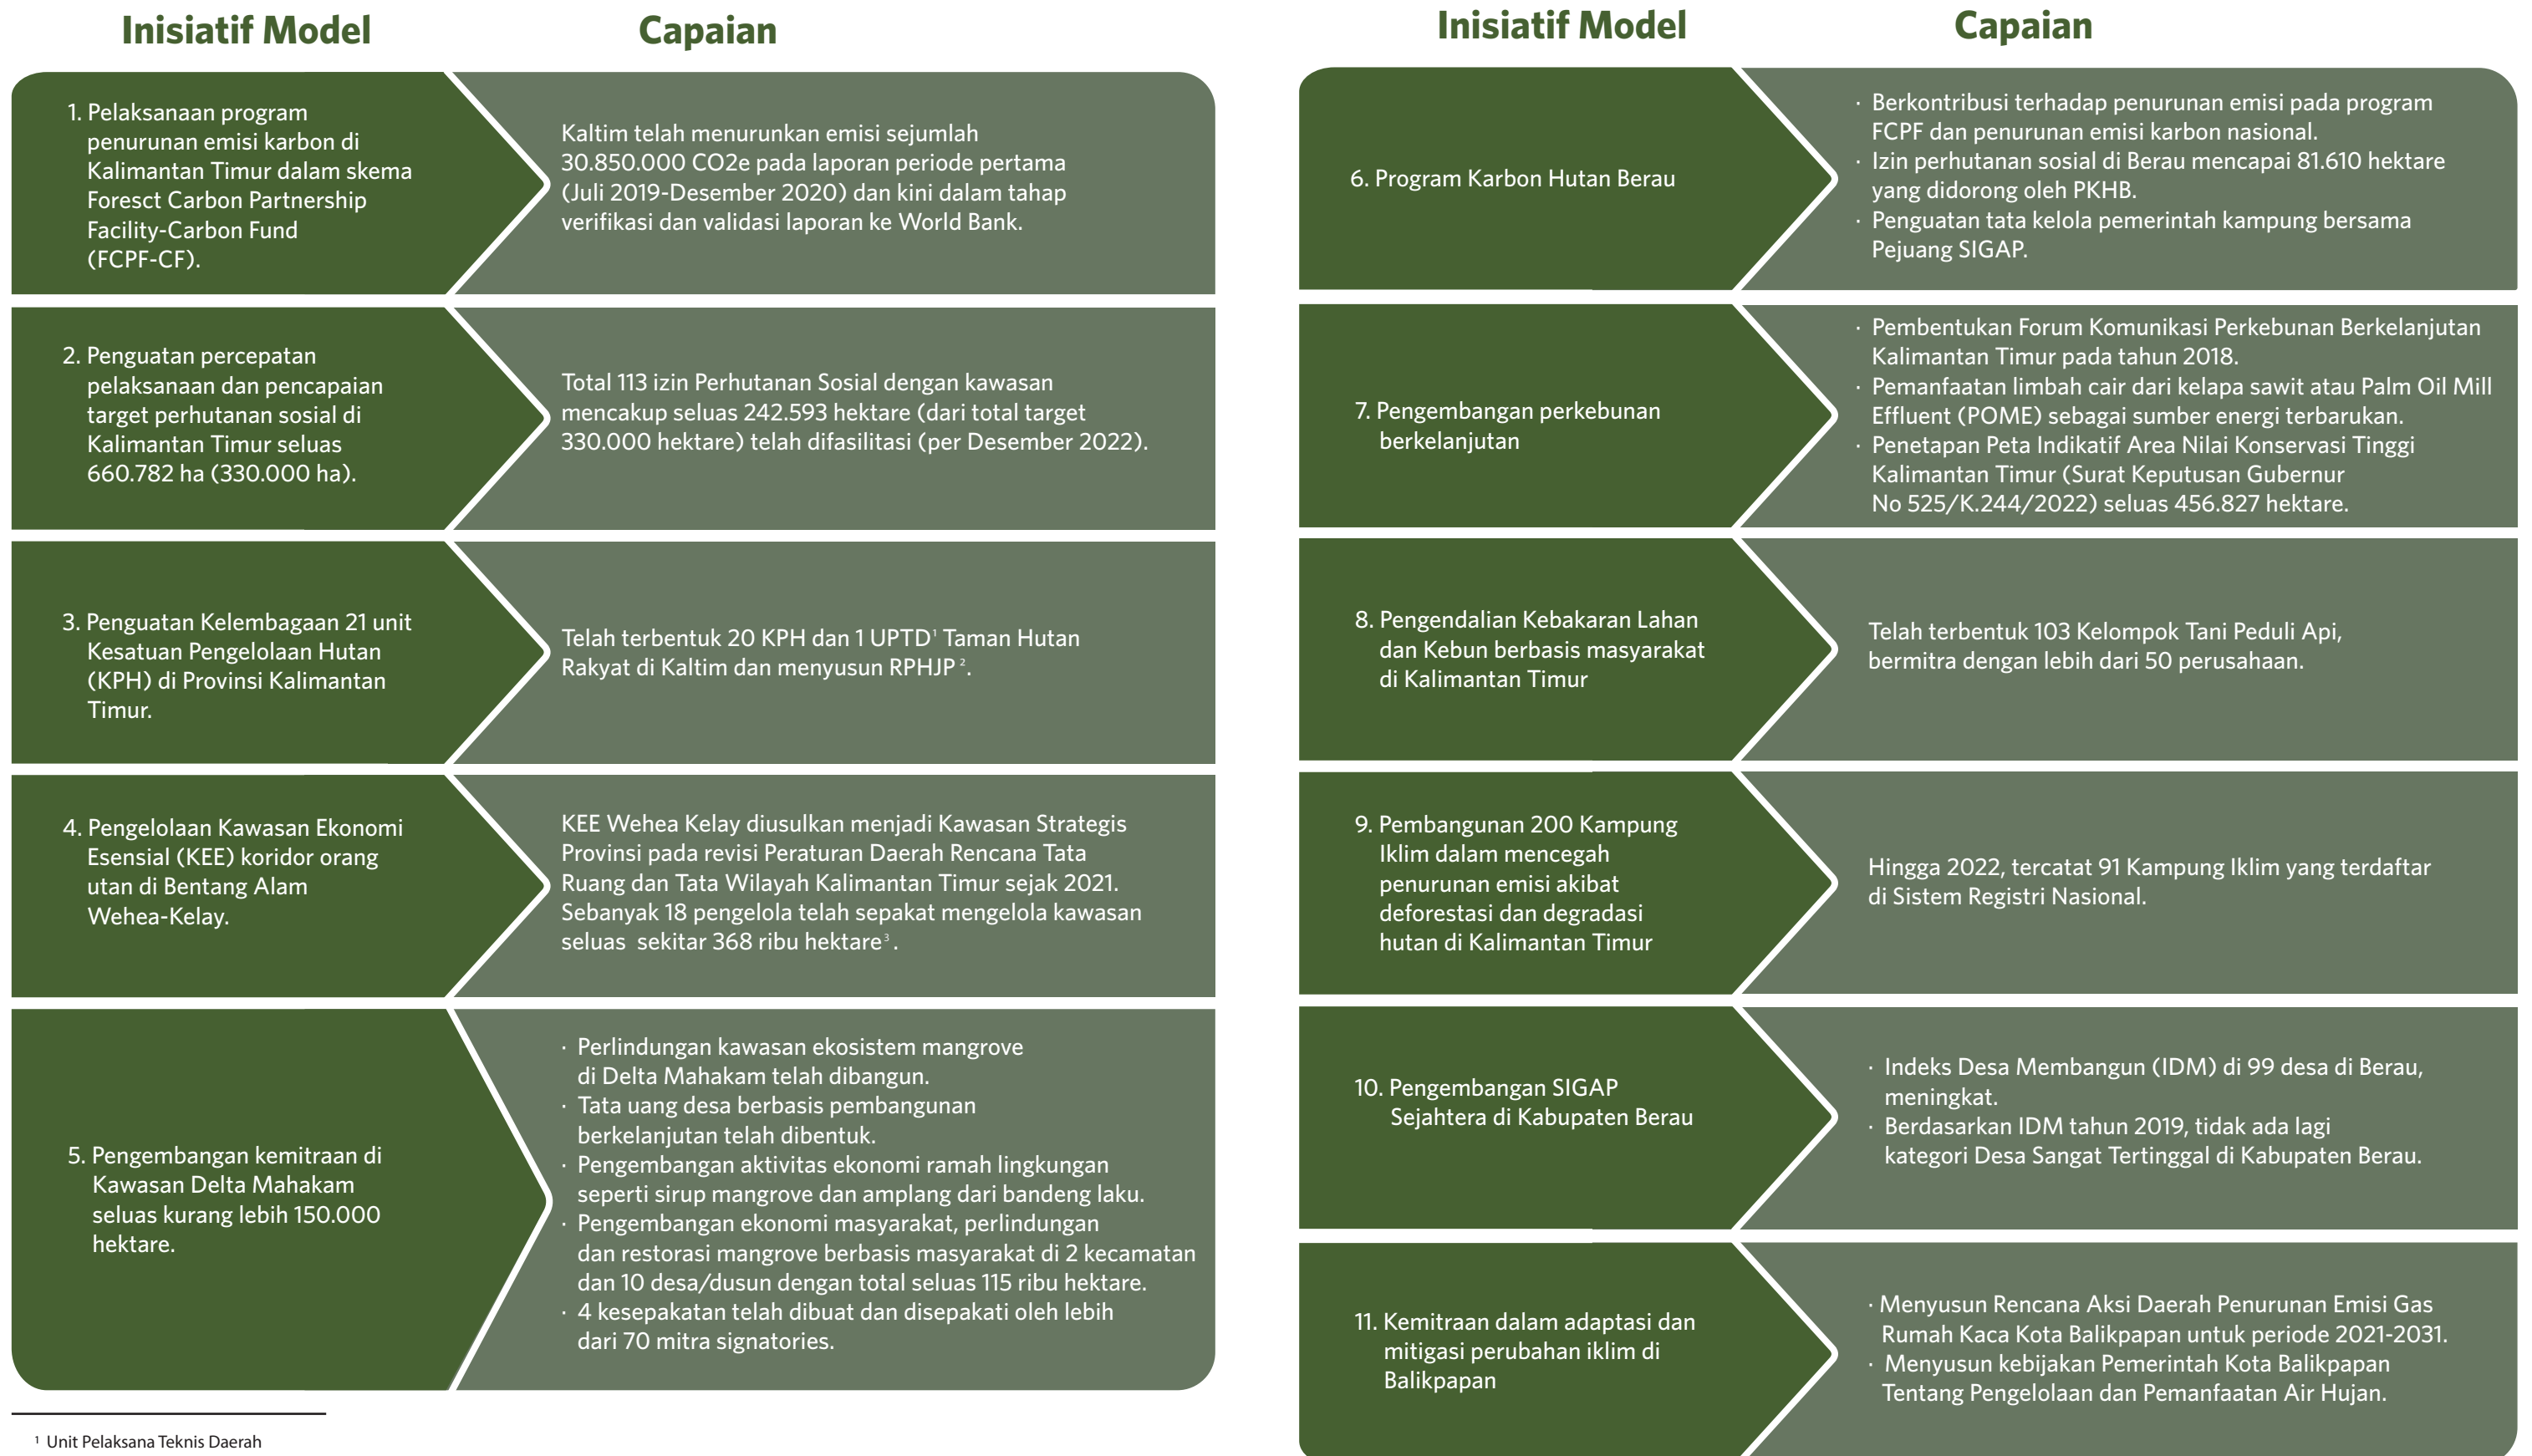 Inisiatif Model
Capaian
1. Pelaksanaan program
penurunan emisi karbon di
Kalimantan Timur dalam skema
Foresct Carbon Partnership
Facility-Carbon Fund
(FCPF-CF).
Kaltim telah menurunkan emisi sejumlah
30.850.000 CO2e pada laporan periode pertama
(Juli 2019-Desember 2020) dan kini dalam tahap
verifikasi dan validasi laporan ke World Bank.
2. Penguatan percepatan
pelaksanaan dan pencapaian
target perhutanan sosial di
Kalimantan Timur seluas
660.782 ha (330.000 ha).
Total 113 izin Perhutanan Sosial dengan kawasan
mencakup seluas 242.593 hektare (dari total target
330.000 hektare) telah difasilitasi (per Desember 2022).
3. Penguatan Kelembagaan 21 unit
Kesatuan Pengelolaan Hutan
(KPH) di Provinsi Kalimantan
Timur.
Telah terbentuk 20 KPH dan 1 UPTD¹ Taman Hutan
Rakyat di Kaltim dan menyusun RPHJP ².
4. Pengelolaan Kawasan Ekonomi
Esensial (KEE) koridor orang
utan di Bentang Alam
Wehea-Kelay.
KEE Wehea Kelay diusulkan menjadi Kawasan Strategis
Provinsi pada revisi Peraturan Daerah Rencana Tata
Ruang dan Tata Wilayah Kalimantan Timur sejak 2021.
Sebanyak 18 pengelola telah sepakat mengelola kawasan
seluas sekitar 368 ribu hektare³.
5. Pengembangan kemitraan di
Kawasan Delta Mahakam
seluas kurang lebih 150.000
hektare.
· Perlindungan kawasan ekosistem mangrove
di Delta Mahakam telah dibangun.
· Tata uang desa berbasis pembangunan
berkelanjutan telah dibentuk.
· Pengembangan aktivitas ekonomi ramah lingkungan
seperti sirup mangrove dan amplang dari bandeng laku.
· Pengembangan ekonomi masyarakat, perlindungan
dan restorasi mangrove berbasis masyarakat di 2 kecamatan
dan 10 desa/dusun dengan total seluas 115 ribu hektare.
· 4 kesepakatan telah dibuat dan disepakati oleh lebih
dari 70 mitra signatories.
¹ Unit Pelaksana Teknis Daerah
Inisiatif Model
Capaian
6. Program Karbon Hutan Berau
· Berkontribusi terhadap penurunan emisi pada program
FCPF dan penurunan emisi karbon nasional.
· Izin perhutanan sosial di Berau mencapai 81.610 hektare
yang didorong oleh PKHB.
· Penguatan tata kelola pemerintah kampung bersama
Pejuang SIGAP.
7. Pengembangan perkebunan
berkelanjutan
· Pembentukan Forum Komunikasi Perkebunan Berkelanjutan
Kalimantan Timur pada tahun 2018.
· Pemanfaatan limbah cair dari kelapa sawit atau Palm Oil Mill
Effluent (POME) sebagai sumber energi terbarukan.
· Penetapan Peta Indikatif Area Nilai Konservasi Tinggi
Kalimantan Timur (Surat Keputusan Gubernur
No 525/K.244/2022) seluas 456.827 hektare.
8. Pengendalian Kebakaran Lahan
dan Kebun berbasis masyarakat
di Kalimantan Timur
Telah terbentuk 103 Kelompok Tani Peduli Api,
bermitra dengan lebih dari 50 perusahaan.
9. Pembangunan 200 Kampung
Iklim dalam mencegah
penurunan emisi akibat
deforestasi dan degradasi
hutan di Kalimantan Timur
Hingga 2022, tercatat 91 Kampung Iklim yang terdaftar
di Sistem Registri Nasional.
10. Pengembangan SIGAP
Sejahtera di Kabupaten Berau
· Indeks Desa Membangun (IDM) di 99 desa di Berau,
meningkat.
· Berdasarkan IDM tahun 2019, tidak ada lagi
kategori Desa Sangat Tertinggal di Kabupaten Berau.
11. Kemitraan dalam adaptasi dan
mitigasi perubahan iklim di
Balikpapan
· Menyusun Rencana Aksi Daerah Penurunan Emisi Gas
Rumah Kaca Kota Balikpapan untuk periode 2021-2031.
· Menyusun kebijakan Pemerintah Kota Balikpapan
Tentang Pengelolaan dan Pemanfaatan Air Hujan.